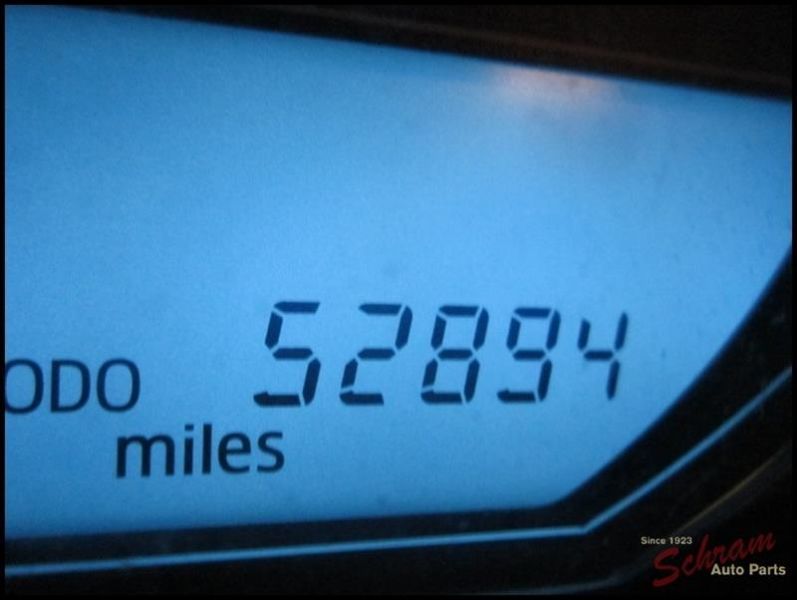 ODO 52894
miles
Since 1923
Schram
Auto Parts